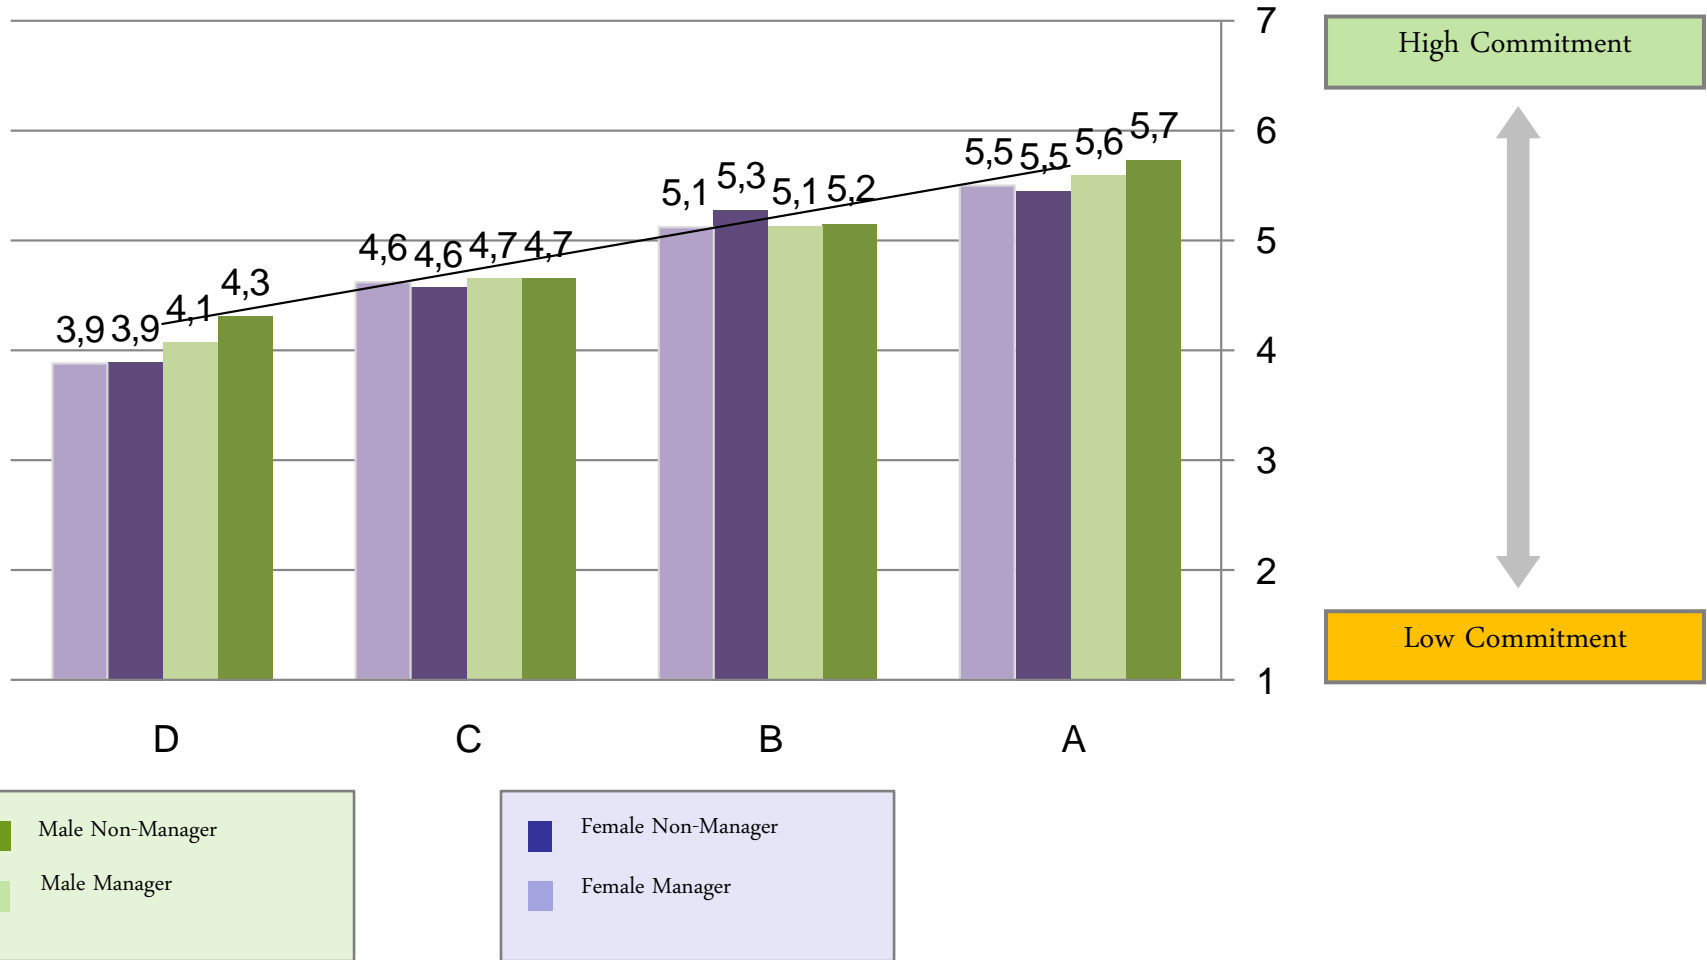 7
High Commitment
6
5,5 5,5 5,6 5,7
5,1 5,3 5,1 5,2
5
4,6 4,6 4,7 4,7
3,9 3,9 4,1 4,3
4
3
2
Low Commitment
1
D C B A
Male Non-Manager
Male Manager
Female Non-Manager
Female Manager